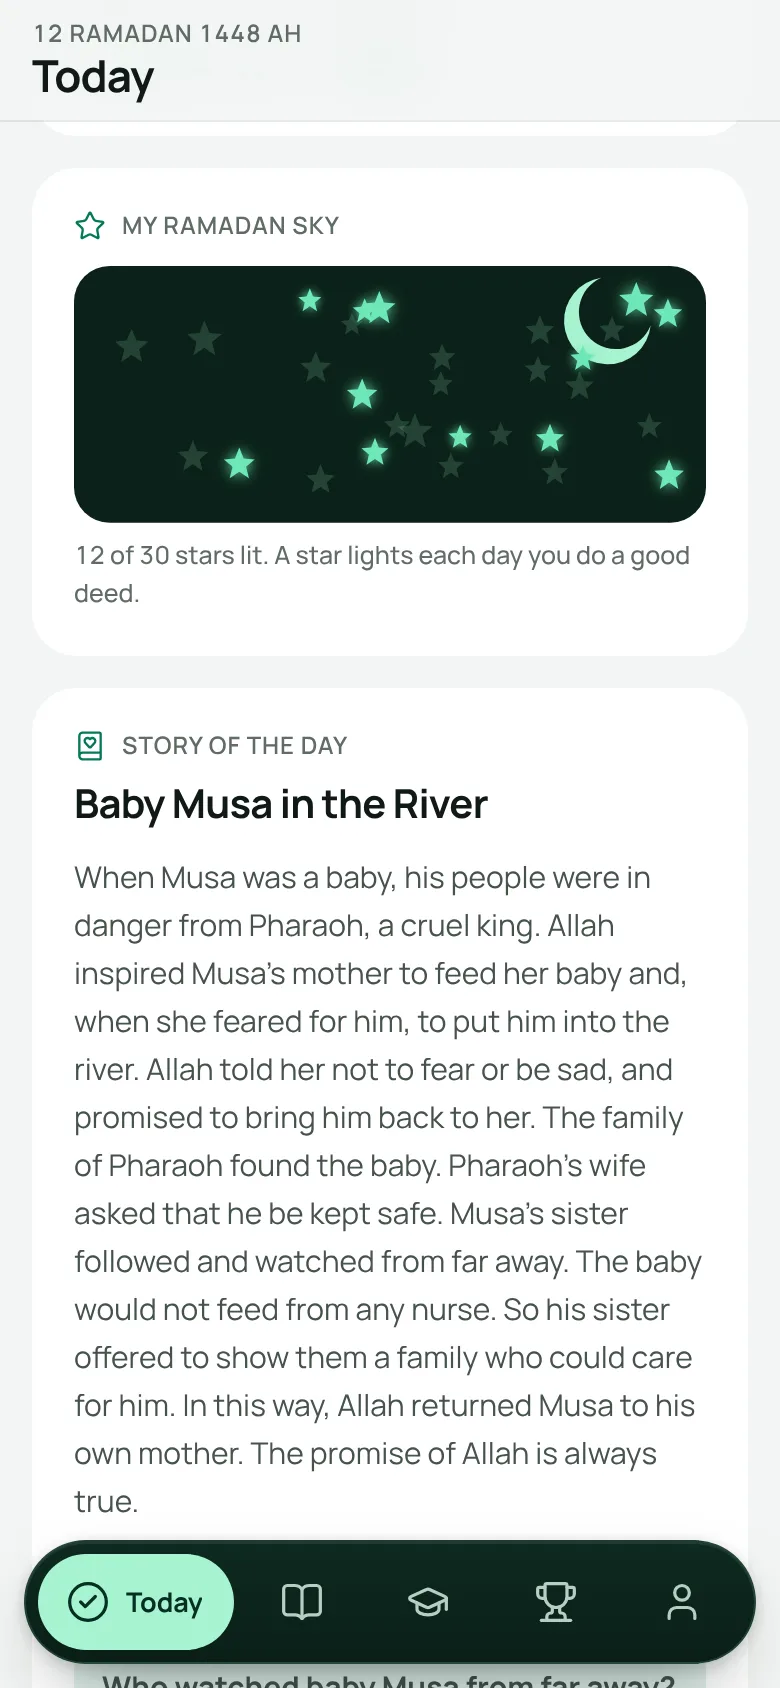 12 RAMADAN 1448 AH
Today
MY RAMADAN SKY
12 of 30 stars lit. A star lights each day you do a good
deed.
STORY OF THE DAY
Baby Musa in the River
When Musa was a baby, his people were in
danger from Pharaoh, a cruel king. Allah
inspired Musa’s mother to feed her baby and,
when she feared for him, to put him into the
river. Allah told her not to fear or be sad, and
promised to bring him back to her. The family
of Pharaoh found the baby. Pharaoh’s wife
asked that he be kept safe. Musa’s sister
followed and watched from far away. The baby
would not feed from any nurse. So his sister
offered to show them a family who could care
for him. In this way, Allah returned Musa to his
own mother. The promise of Allah is always
true.
Today
Who watched baby Musa from far away?